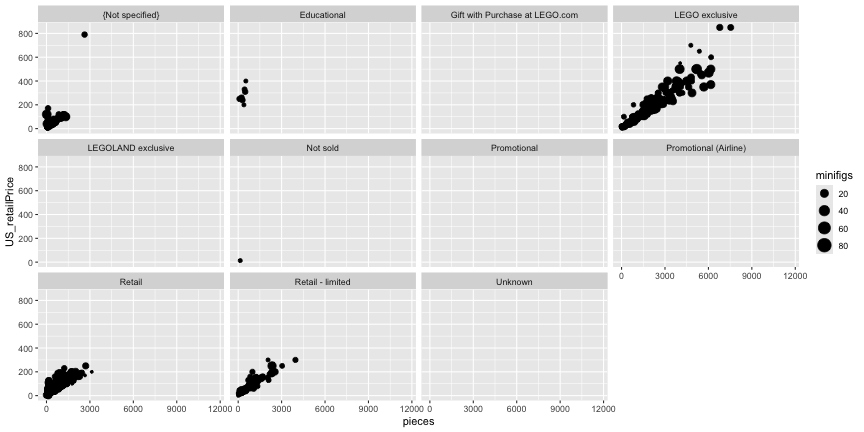 {Not specified}
Educational
Gift with Purchase at LEGO.com
LEGO exclusive
800
600
400
200
0
LEGOLAND exclusive
Not sold
Promotional
Promotional (Airline)
800
600
400
200
0
0 3000 6000 9000 12000
Retail
Retail - limited
Unknown
800
600
400
200
0
0 3000 6000 9000 12000
0 3000 6000 9000 12000
0 3000 6000 9000 12000
pieces
US_retailPrice
minifigs
20
40
60
80